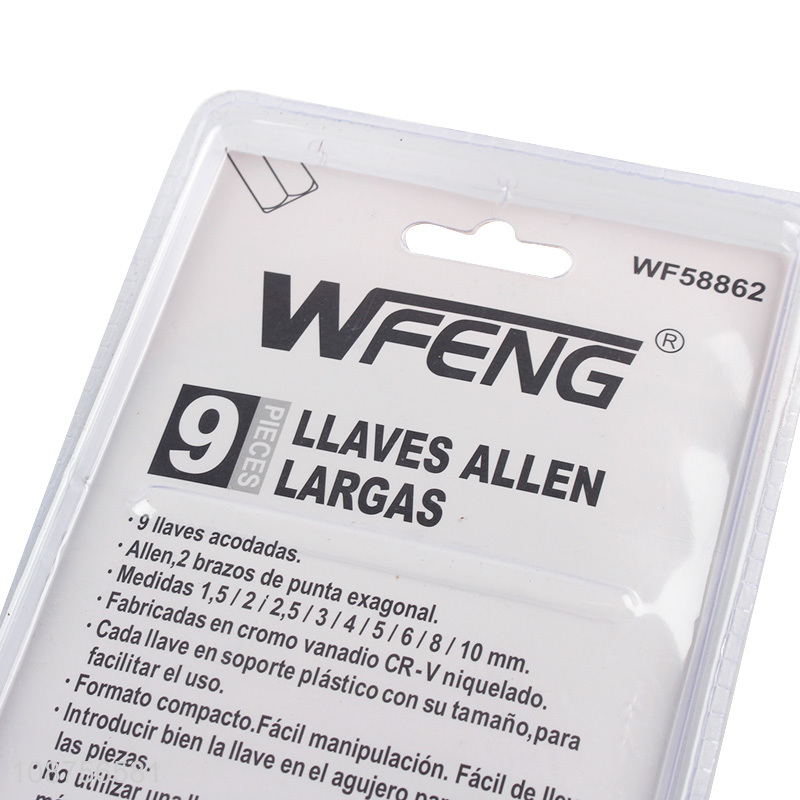 WF58862
WFENG®
9 PIECES LLAVES ALLEN
LARGAS
· 9 llaves acodadas.
· Allen,2 brazos de punta exagonal.
· Medidas 1,5 / 2 / 2,5 / 3 / 4 / 5 / 6 / 8 / 10 mm.
· Fabricadas en cromo vanadio CR-V niquelado.
· Cada llave en soporte plástico con su tamaño,para
facilitar el uso.
· Formato compacto.Fácil manipulación. Fácil de
· Introducir bien la llave en el agujero
las piezas.
· No utilizar una